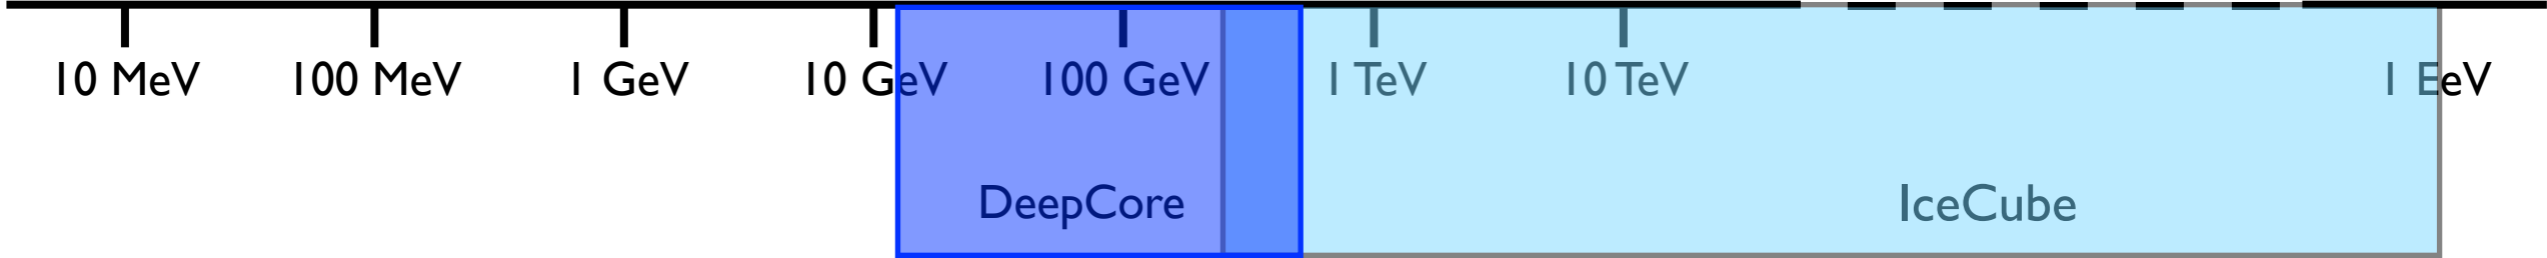 10 MeV 100 MeV 1 GeV 10 GeV 100 GeV 1 TeV 10 TeV 1 EeV
DeepCore IceCube